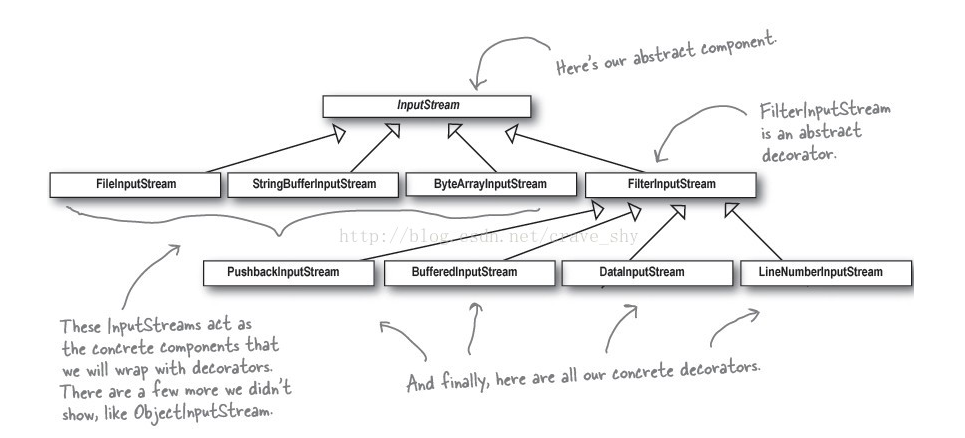 Here's our abstract component.
InputStream
FilterInputStream
is an abstract
decorator.
FileInputStream
StringBufferInputStream
ByteArrayInputStream
FilterInputStream
http://blog.csdn.net/crave_shy
PushbackInputStream
BufferedInputStream
DataInputStream
LineNumberInputStream
These InputStreams act as
the concrete components that
we will wrap with decorators.
There are a few more we didn't
show, like ObjectInputStream.
And finally, here are all our concrete decorators.